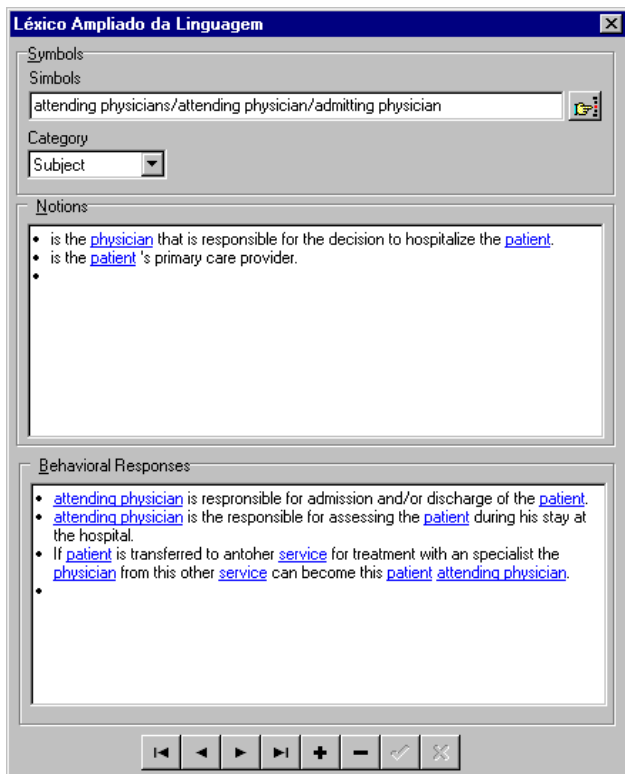 Léxico Ampliado da Linguagem
Symbols
Simbols
attending physicians/attending physician/admitting physician
Category
Subject
Notions
• is the physician that is responsible for the decision to hospitalize the patient.
• is the patient 's primary care provider.
•
Behavioral Responses
• attending physician is respronsible for admission and/or discharge of the patient.
• attending physician is the responsible for assessing the patient during his stay at
the hospital.
• If patient is transferred to antoher service for treatment with an specialist the
physician from this other service can become this patient attending physician.
•